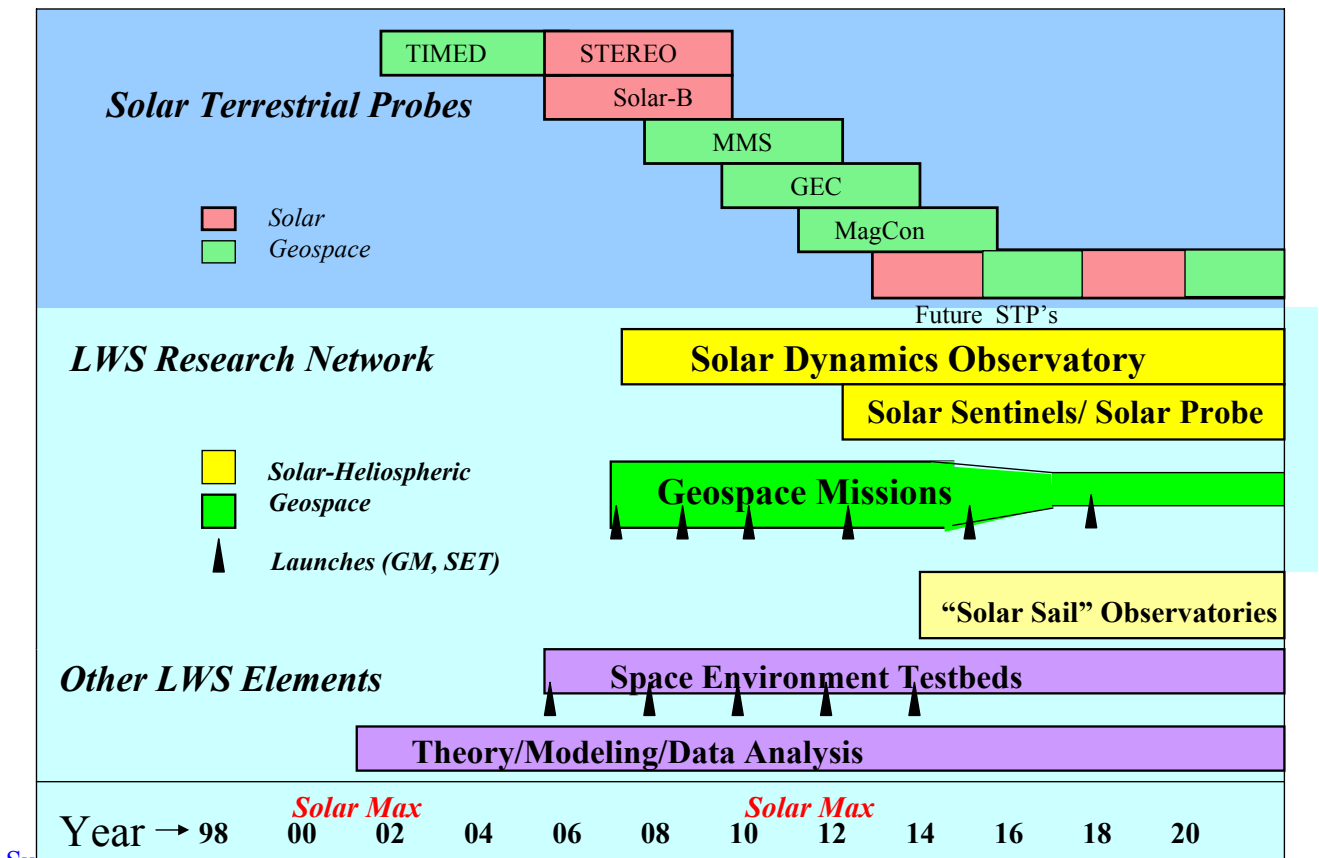 TIMED
STEREO
Solar-B
Solar Terrestrial Probes
MMS
GEC
Solar
Geospace
MagCon
Future STP's
LWS Research Network
Solar Dynamics Observatory
Solar Sentinels/ Solar Probe
Solar-Heliospheric
Geospace
Geospace Missions
Launches (GM, SET)
“Solar Sail” Observatories
Other LWS Elements
Space Environment Testbeds
Theory/Modeling/Data Analysis
Solar Max
Solar Max
Year → 98 00 02 04 06 08 10 12 14 16 18 20